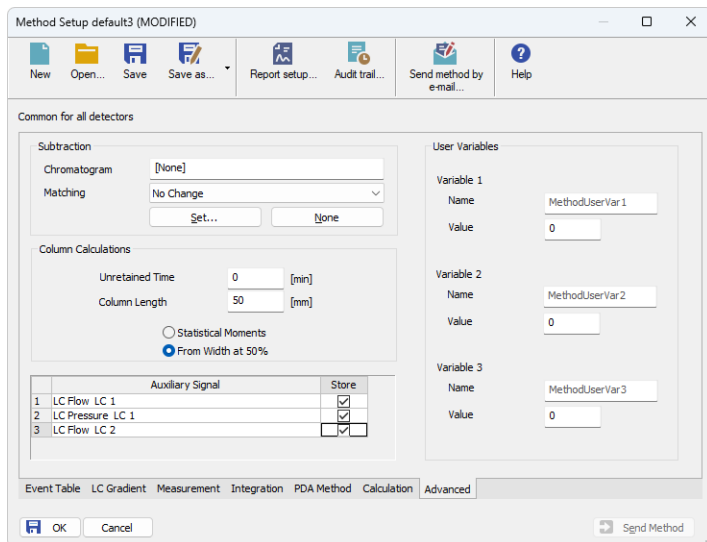 Method Setup default3 (MODIFIED)
New Open... Save Save as... Report setup... Audit trail... Send method by e-mail... Help
Common for all detectors
Subtraction
Chromatogram [None]
Matching No Change
Set... None
Column Calculations
Unretained Time 0 [min]
Column Length 50 [mm]
Statistical Moments
From Width at 50%
Auxiliary Signal Store
1 LC Flow LC 1
2 LC Pressure LC 1
3 LC Flow LC 2
User Variables
Variable 1
Name MethodUserVar1
Value 0
Variable 2
Name MethodUserVar2
Value 0
Variable 3
Name MethodUserVar3
Value 0
Event Table LC Gradient Measurement Integration PDA Method Calculation Advanced
OK Cancel Send Method